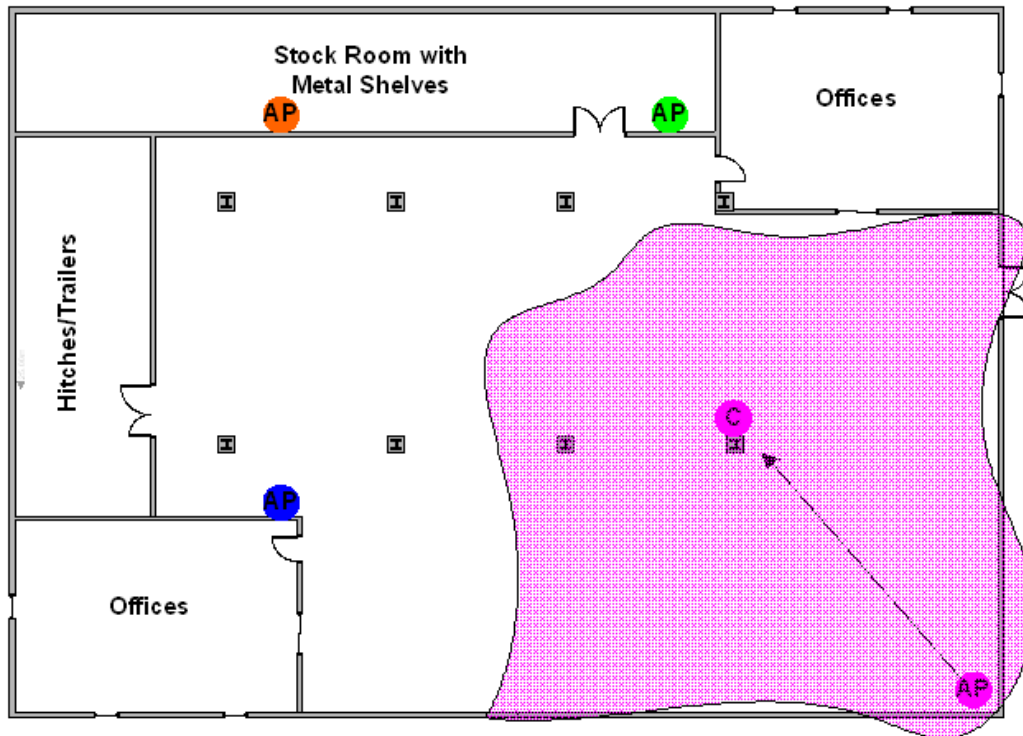 Stock Room with
Metal Shelves
Offices
AP
AP
Hitches/Trailers
C
AP
Offices
AP